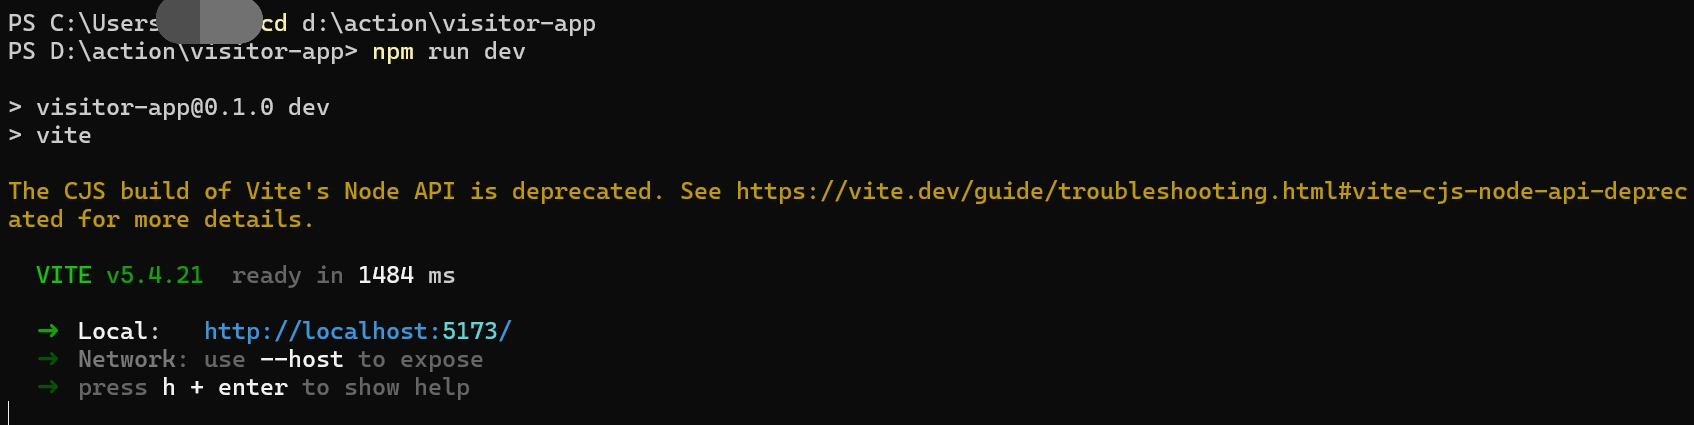 PS C:\Users cd d:\action\visitor-app
PS D:\action\visitor-app> npm run dev
> visitor-app@0.1.0 dev
> vite
The CJS build of Vite's Node API is deprecated. See https://vite.dev/guide/troubleshooting.html#vite-cjs-node-api-deprec
ated for more details.
VITE v5.4.21  ready in 1484 ms
➜  Local:   http://localhost:5173/
➜  Network: use --host to expose
➜  press h + enter to show help